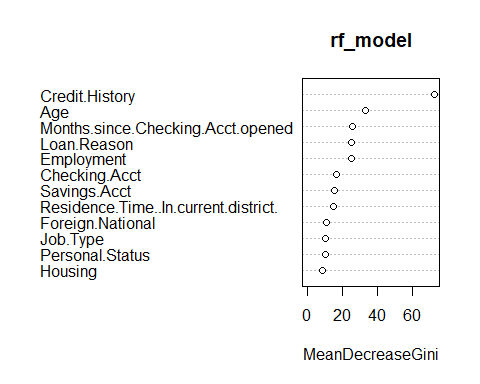 rf_model
Credit.History
Age
Months.since.Checking.Acct.opened
Loan.Reason
Employment
Checking.Acct
Savings.Acct
Residence.Time..In.current.district.
Foreign.National
Job.Type
Personal.Status
Housing
0 20 40 60
MeanDecreaseGini